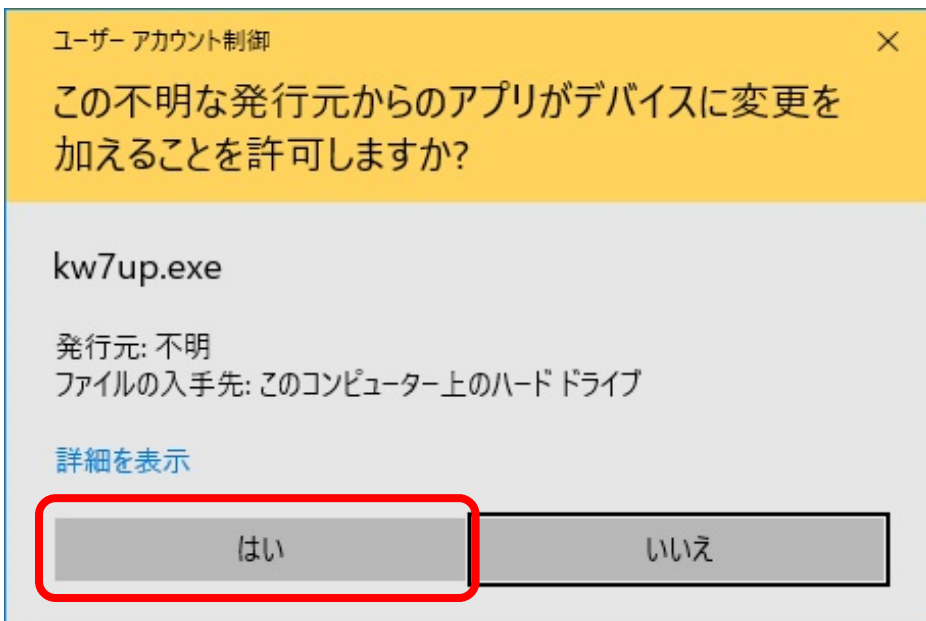 ユーザー アカウント制御
この不明な発行元からのアプリがデバイスに変更を
加えることを許可しますか?
kw7up.exe
発行元: 不明
ファイルの入手先: このコンピューター上のハード ドライブ
詳細を表示
はい
いいえ